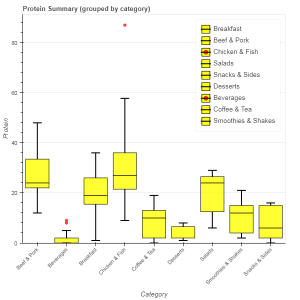 Protein Summary (grouped by category)
80
60
40
20
0
Protein
Breakfast
Beef & Pork
Chicken & Fish
Salads
Snacks & Sides
Desserts
Beverages
Coffee & Tea
Smoothies & Shakes
Beef & Pork
Beverages
Breakfast
Chicken & Fish
Coffee & Tea
Desserts
Salads
Smoothies & Shakes
Snacks & Sides
Category